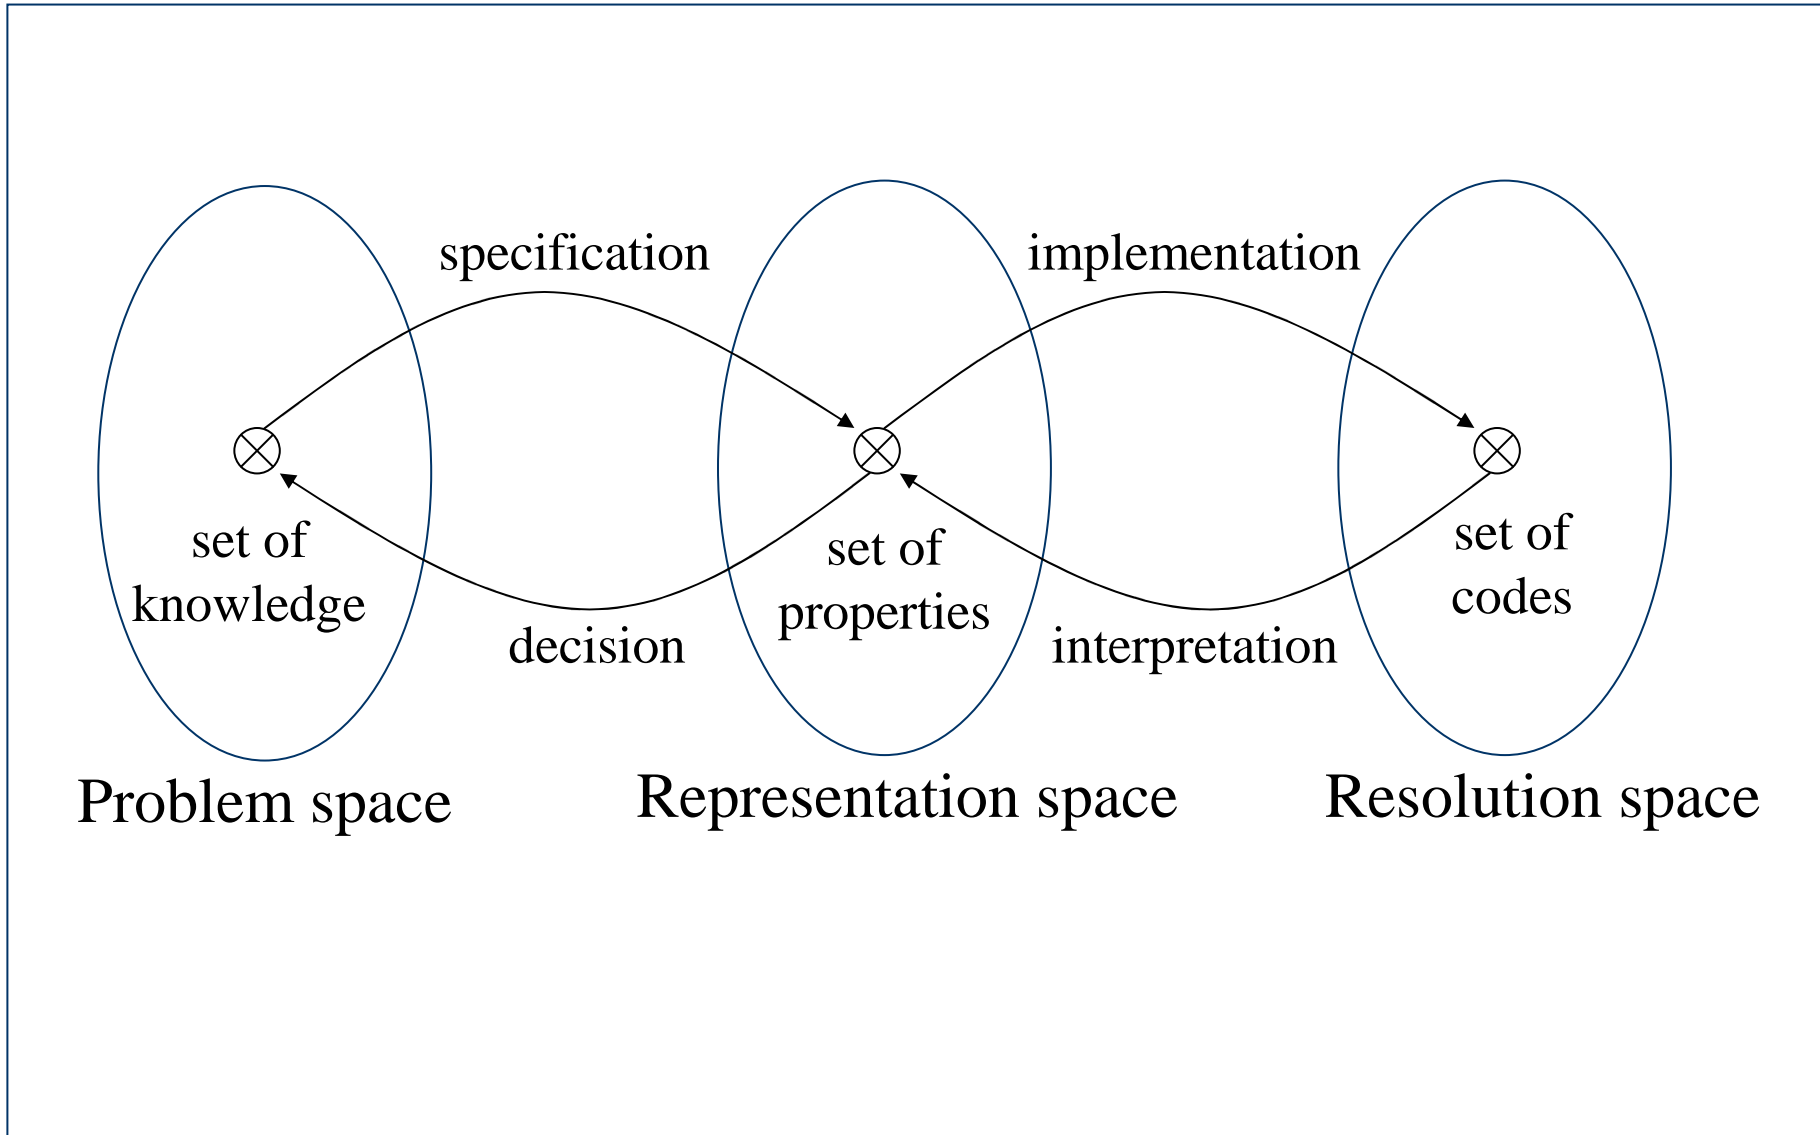 specification
implementation
set of
knowledge
set of
properties
set of
codes
decision
interpretation
Problem space
Representation space
Resolution space